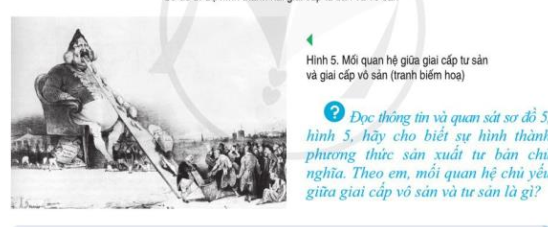 Hình 5. Mối quan hệ giữa giai cấp tư sản
và giai cấp vô sản (tranh biếm hoạ)
? Đọc thông tin và quan sát sơ đồ 5,
hình 5, hãy cho biết sự hình thành
phương thức sản xuất tư bản chủ
nghĩa. Theo em, mối quan hệ chủ yếu
giữa giai cấp vô sản và tư sản là gì?